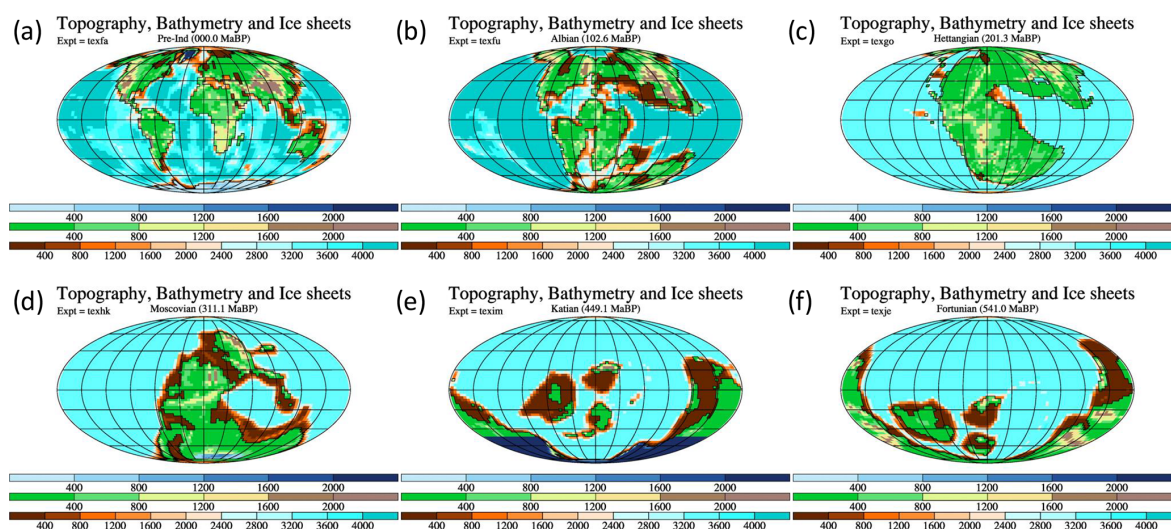 (a) Topography, Bathymetry and Ice sheets
Expt = texfa Pre-Ind (000.0 MaBP)
400 800 1200 1600 2000
400 800 1200 1600 2000
400 800 1200 1600 2000 2400 2800 3200 3600 4000
(b) Topography, Bathymetry and Ice sheets
Expt = texfu Albian (102.6 MaBP)
400 800 1200 1600 2000
400 800 1200 1600 2000
400 800 1200 1600 2000 2400 2800 3200 3600 4000
(c) Topography, Bathymetry and Ice sheets
Expt = texgo Hettangian (201.3 MaBP)
400 800 1200 1600 2000
400 800 1200 1600 2000
400 800 1200 1600 2000 2400 2800 3200 3600 4000
(d) Topography, Bathymetry and Ice sheets
Expt = texhk Moscovian (311.1 MaBP)
400 800 1200 1600 2000
400 800 1200 1600 2000
400 800 1200 1600 2000 2400 2800 3200 3600 4000
(e) Topography, Bathymetry and Ice sheets
Expt = texim Katian (449.1 MaBP)
400 800 1200 1600 2000
400 800 1200 1600 2000
400 800 1200 1600 2000 2400 2800 3200 3600 4000
(f) Topography, Bathymetry and Ice sheets
Expt = texje Fortunian (541.0 MaBP)
400 800 1200 1600 2000
400 800 1200 1600 2000
400 800 1200 1600 2000 2400 2800 3200 3600 4000